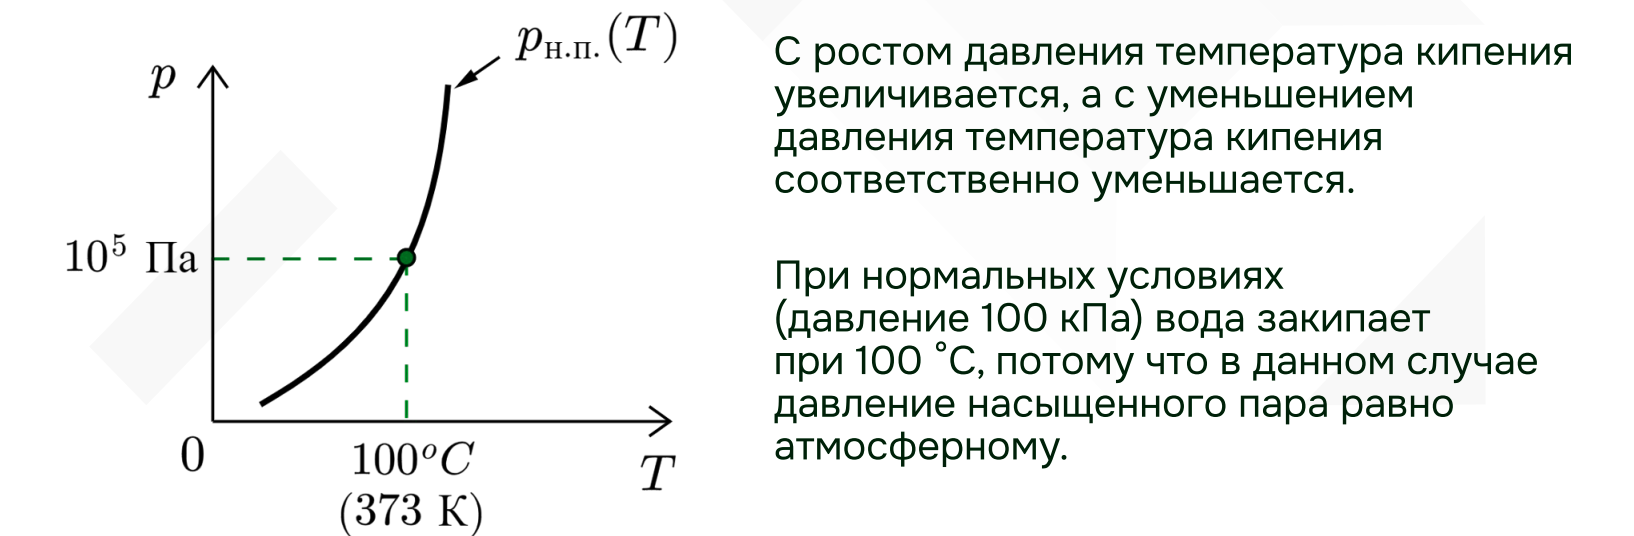 pн.п.(T)
p
10⁵ Па
0
100°C
(373 К)
T
С ростом давления температура кипения
увеличивается, а с уменьшением
давления температура кипения
соответственно уменьшается.
При нормальных условиях
(давление 100 кПа) вода закипает
при 100 °C, потому что в данном случае
давление насыщенного пара равно
атмосферному.